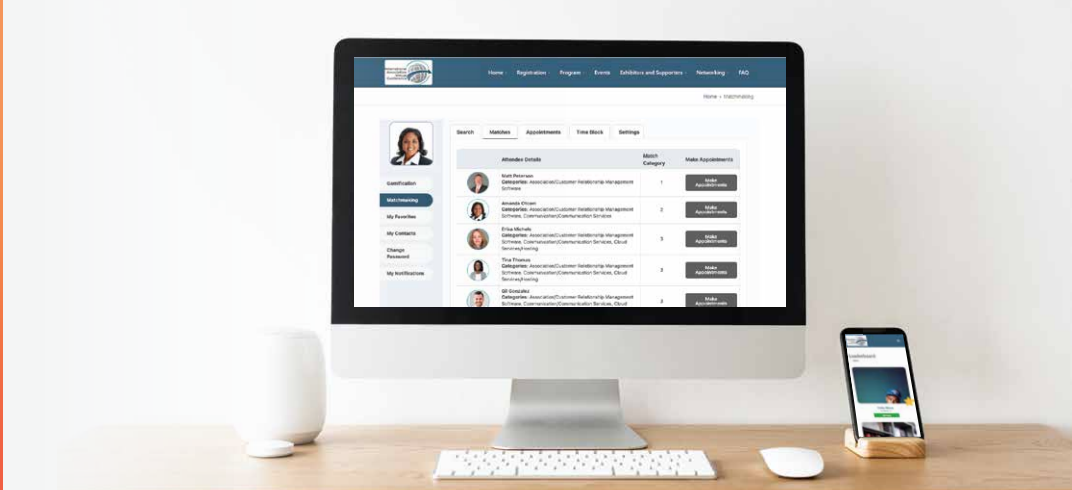 Home Registration Program Events Exhibitors and Supporters Networking FAQ
Home › Matchmaking
Search Matches Appointments Time Block Settings
Attendee Details Match Category Make Appointments
Gamification
Matchmaking
My Favorites
My Contacts
Change
Password
My Notifications
Matt Peterson
Categories: Association/Customer Relationship Management
Software
1
Make
Appointments
Amanda
Categories: Association/Customer Relationship Management
Software, Communication/Communication Services
2
Make
Appointments
Erika Michels
Categories: Association/Customer Relationship Management
Software, Communication/Communication Services, Cloud
Services/Hosting
3
Make
Appointments
Tina Thomas
Categories: Association/Customer Relationship Management
Software, Communication/Communication Services, Cloud
Services/Hosting
3
Make
Appointments
Gil Gonzalez
Categories: Association/Customer Relationship Management
Software, Communication/Communication Services, Cloud
3
Make
Appointments
Leaderboard